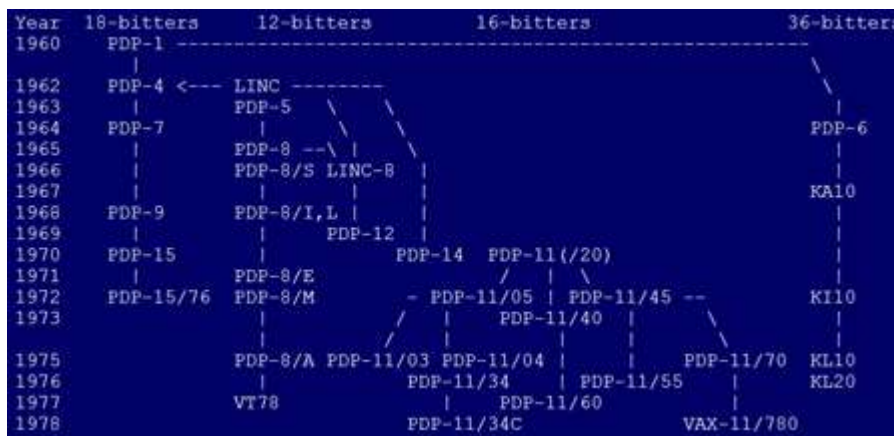 Year 18-bitters 12-bitters 16-bitters 36-bitters
1960 PDP-1 ------------------------------------------------------
| \
1962 PDP-4 <--- LINC -------- \
1963 | PDP-5 \ \ |
1964 PDP-7 | \ \ PDP-6
1965 | PDP-8 --\ | \ |
1966 | PDP-8/S LINC-8 | |
1967 | | | | KA10
1968 PDP-9 PDP-8/I,L | | |
1969 | | PDP-12 | |
1970 PDP-15 | PDP-14 PDP-11(/20) |
1971 | PDP-8/E / | \ |
1972 PDP-15/76 PDP-8/M - PDP-11/05 | PDP-11/45 -- KI10
1973 | / | PDP-11/40 | \ |
| / | | | \ |
1975 PDP-8/A PDP-11/03 PDP-11/04 | | PDP-11/70 KL10
1976 | PDP-11/34 | PDP-11/55 | KL20
1977 VT78 | PDP-11/60 |
1978 PDP-11/34C VAX-11/780